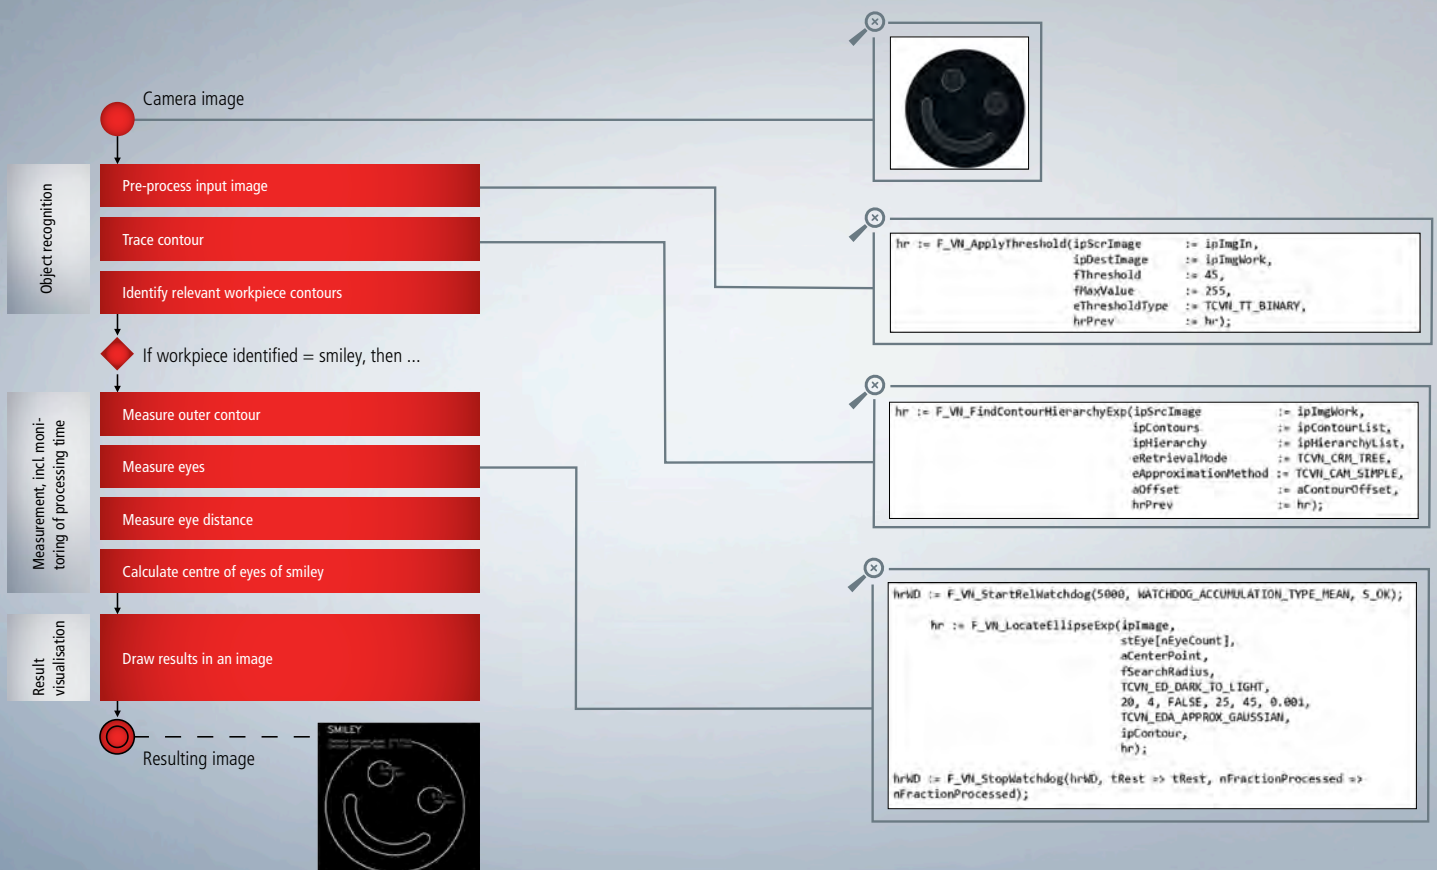 Camera image
Object recognition
Pre-process input image
Trace contour
Identify relevant workpiece contours
If workpiece identified = smiley, then ...
Measurement, incl. moni-
toring of processing time
Measure outer contour
Measure eyes
Measure eye distance
Calculate centre of eyes of smiley
Result
visualisation
Draw results in an image
Resulting image
SMILEY
hr := F_VN_ApplyThreshold(ipScrImage := ipImgIn,
ipDestImage := ipImgWork,
fThreshold := 45,
fMaxValue := 255,
eThresholdType := TCVN_TT_BINARY,
hrPrev := hr);
hr := F_VN_FindContourHierarchyExp(ipSrcImage := ipImgWork,
ipContours := ipContourList,
ipHierarchy := ipHierarchyList,
eRetrievalMode := TCVN_CRM_TREE,
eApproximationMethod := TCVN_CAM_SIMPLE,
aOffset := aContourOffset,
hrPrev := hr);
hrWD := F_VN_StartRelWatchdog(5000, WATCHDOG_ACCUMULATION_TYPE_MEAN, S_OK);
hr := F_VN_LocateEllipseExp(ipImage,
stEye[nEyeCount],
aCenterPoint,
fSearchRadius,
TCVN_ED_DARK_TO_LIGHT,
20, 4, FALSE, 25, 45, 0.001,
TCVN_EDA_APPROX_GAUSSIAN,
ipContour,
hr);
hrWD := F_VN_StopWatchdog(hrWD, tRest => tRest, nFractionProcessed =>
nFractionProcessed);